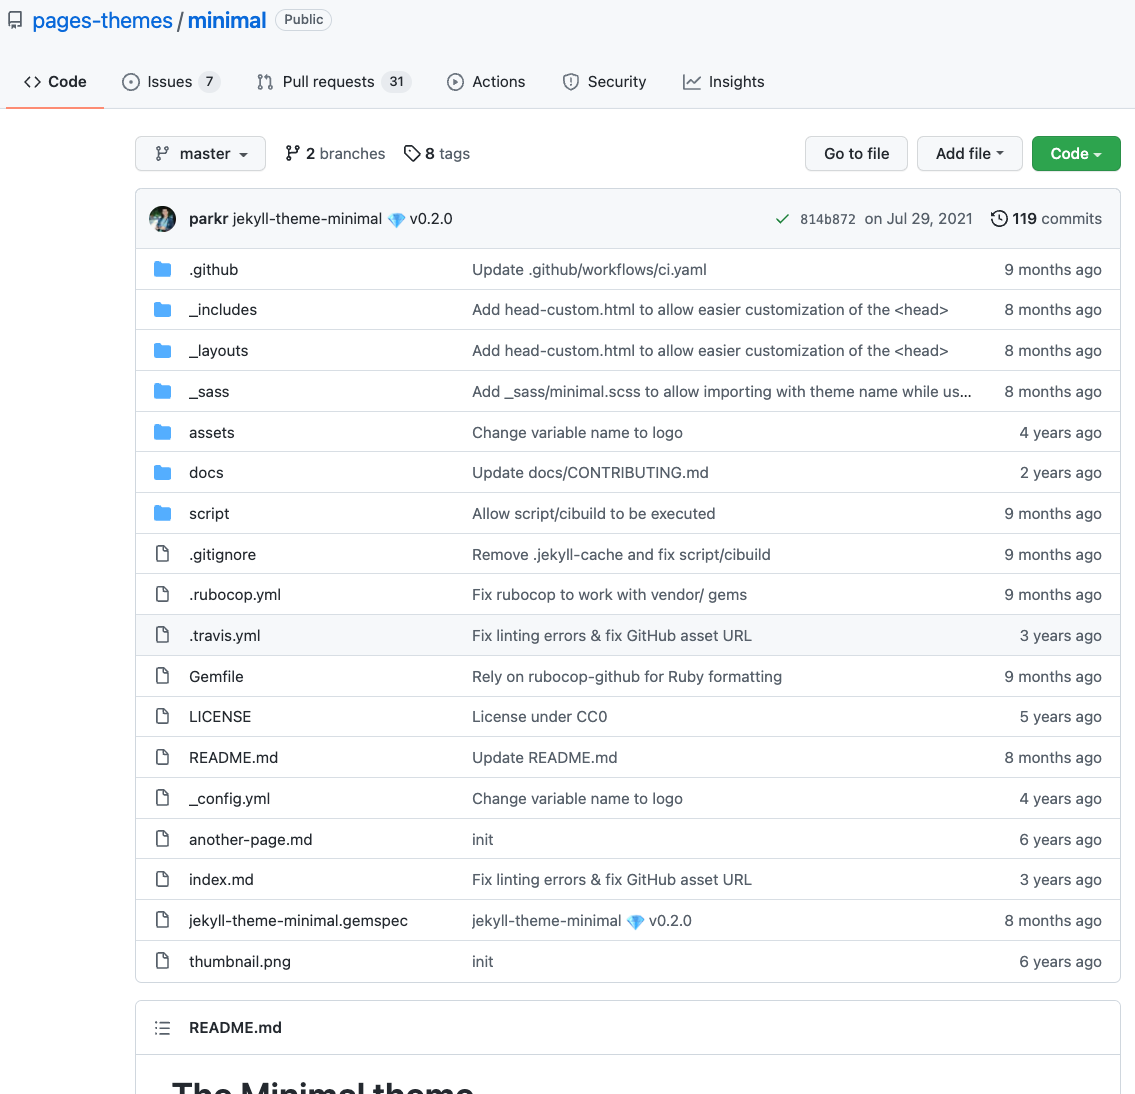 pages-themes / minimal Public
Code Issues 7 Pull requests 31 Actions Security Insights
master 2 branches 8 tags Go to file Add file Code
parkr jekyll-theme-minimal 💎 v0.2.0 814b872 on Jul 29, 2021 119 commits
.github Update .github/workflows/ci.yaml 9 months ago
_includes Add head-custom.html to allow easier customization of the <head> 8 months ago
_layouts Add head-custom.html to allow easier customization of the <head> 8 months ago
_sass Add _sass/minimal.scss to allow importing with theme name while us... 8 months ago
assets Change variable name to logo 4 years ago
docs Update docs/CONTRIBUTING.md 2 years ago
script Allow script/cibuild to be executed 9 months ago
.gitignore Remove .jekyll-cache and fix script/cibuild 9 months ago
.rubocop.yml Fix rubocop to work with vendor/ gems 9 months ago
.travis.yml Fix linting errors & fix GitHub asset URL 3 years ago
Gemfile Rely on rubocop-github for Ruby formatting 9 months ago
LICENSE License under CC0 5 years ago
README.md Update README.md 8 months ago
_config.yml Change variable name to logo 4 years ago
another-page.md init 6 years ago
index.md Fix linting errors & fix GitHub asset URL 3 years ago
jekyll-theme-minimal.gemspec jekyll-theme-minimal 💎 v0.2.0 8 months ago
thumbnail.png init 6 years ago
README.md
The Minimal theme